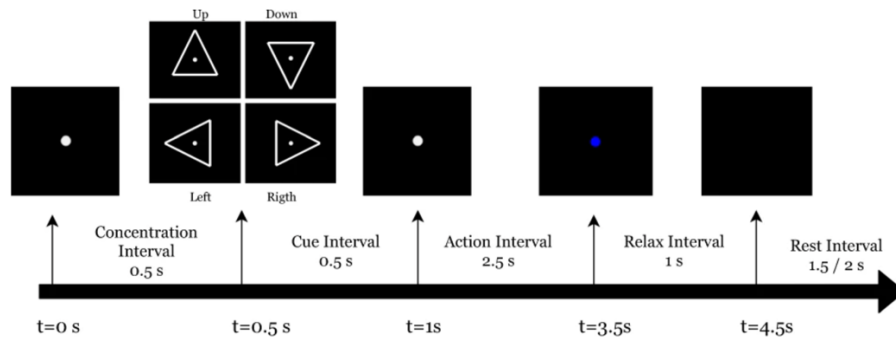 Up
Down
Left
Rigth
Concentration
Interval
0.5 s
Cue Interval
0.5 s
Action Interval
2.5 s
Relax Interval
1 s
Rest Interval
1.5 / 2 s
t=0 s
t=0.5 s
t=1s
t=3.5s
t=4.5s